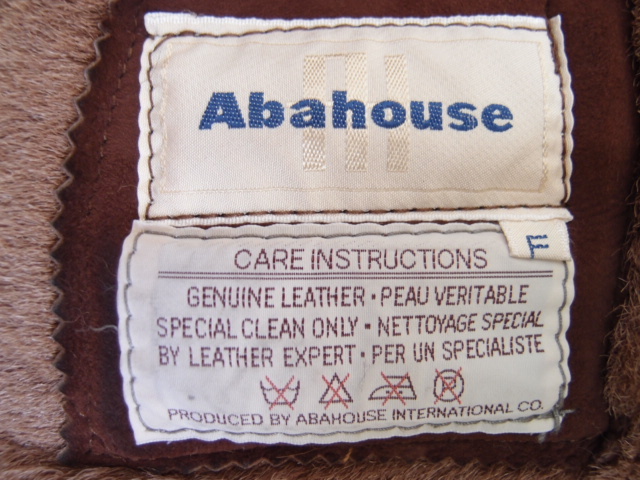 Abahouse
F
CARE INSTRUCTIONS
GENUINE LEATHER · PEAU VERITABLE
SPECIAL CLEAN ONLY · NETTOYAGE SPECIAL
BY LEATHER EXPERT · PER UN SPECIALISTE
PRODUCED BY ABAHOUSE INTERNATIONAL CO.